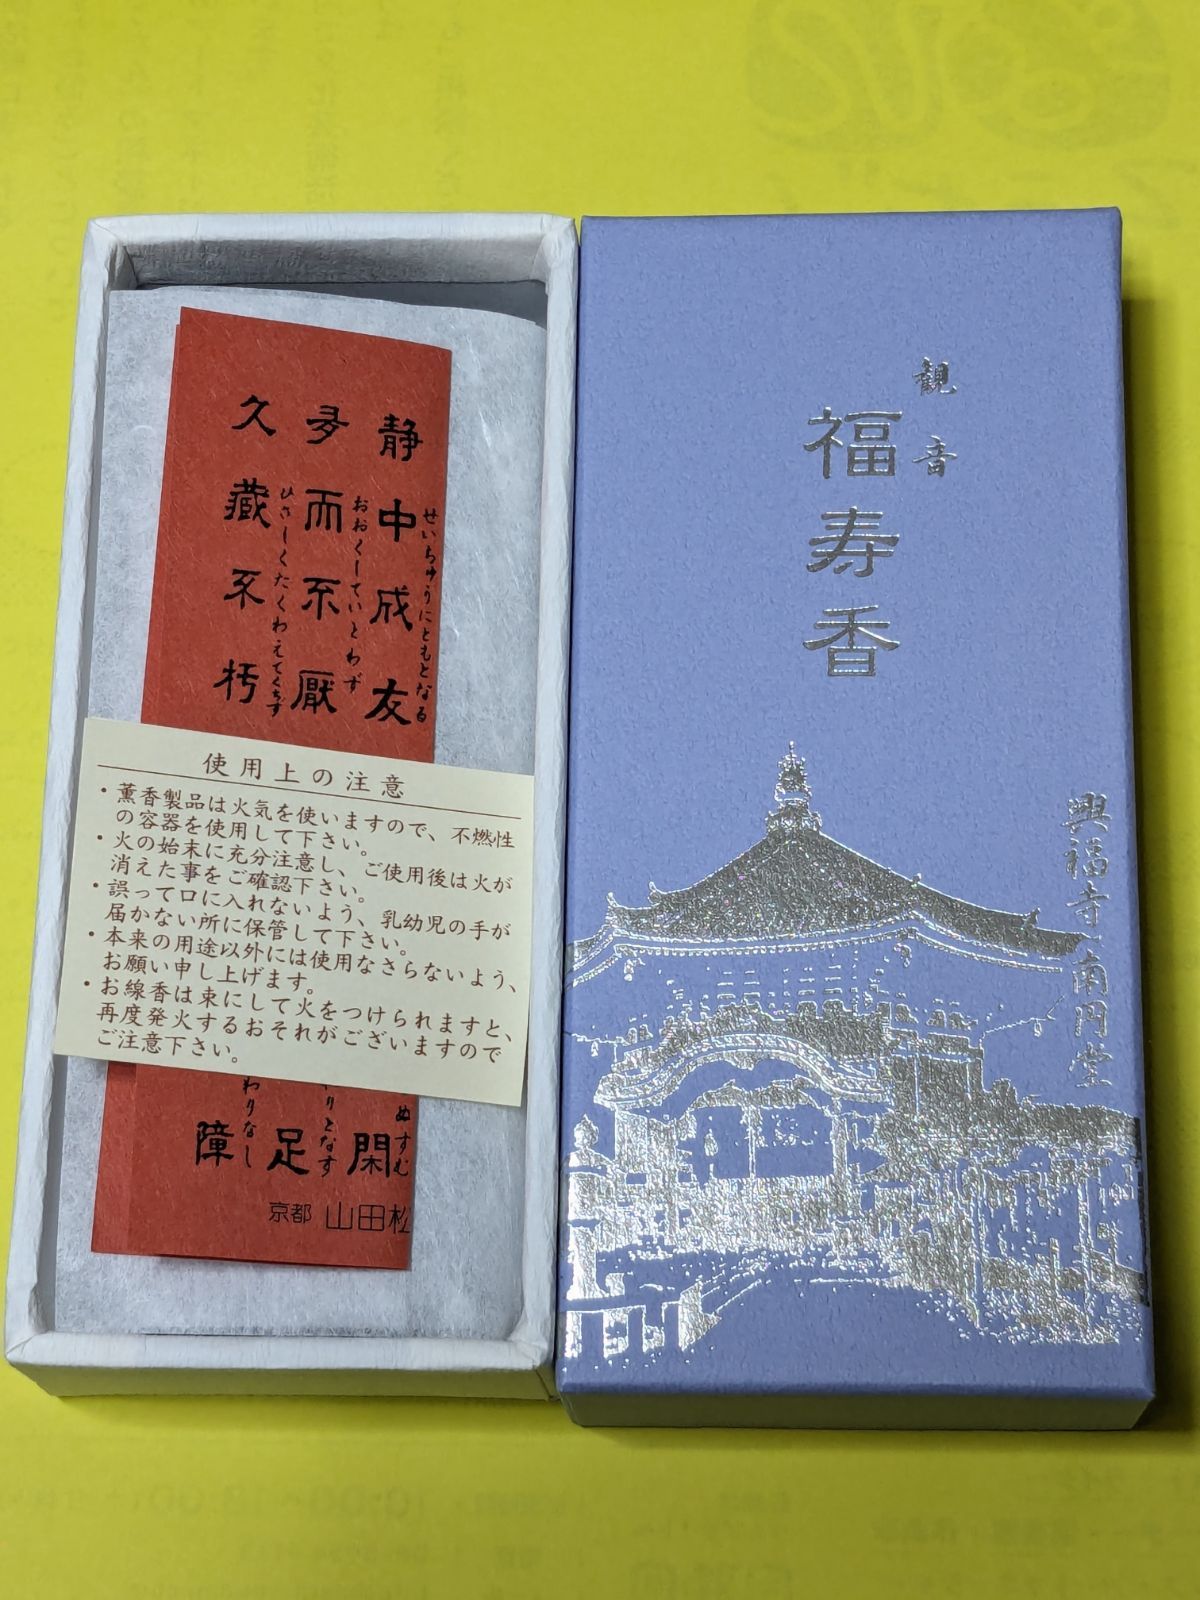 観音
福寿香
興福寺 南円堂
静中成友
せいちゅうにともとなる
多而不厭
おおくしていとわず
久蔵不朽
ひさしくたくわえてくちず
使用上の注意
・薫香製品は火気を使いますので、不燃性
の容器を使用して下さい。
・火の始末に充分注意し、ご使用後は火が
消えた事をご確認下さい。
・誤って口に入れないよう、乳幼児の手が
届かない所に保管して下さい。
・本来の用途以外には使用なさらないよう、
お願い申し上げます。
・お線香は束にして火をつけられますと、
再度発火するおそれがございますので
ご注意下さい。
閑
ぬすむ
足
りとなす
障
わりなし
京都 山田松